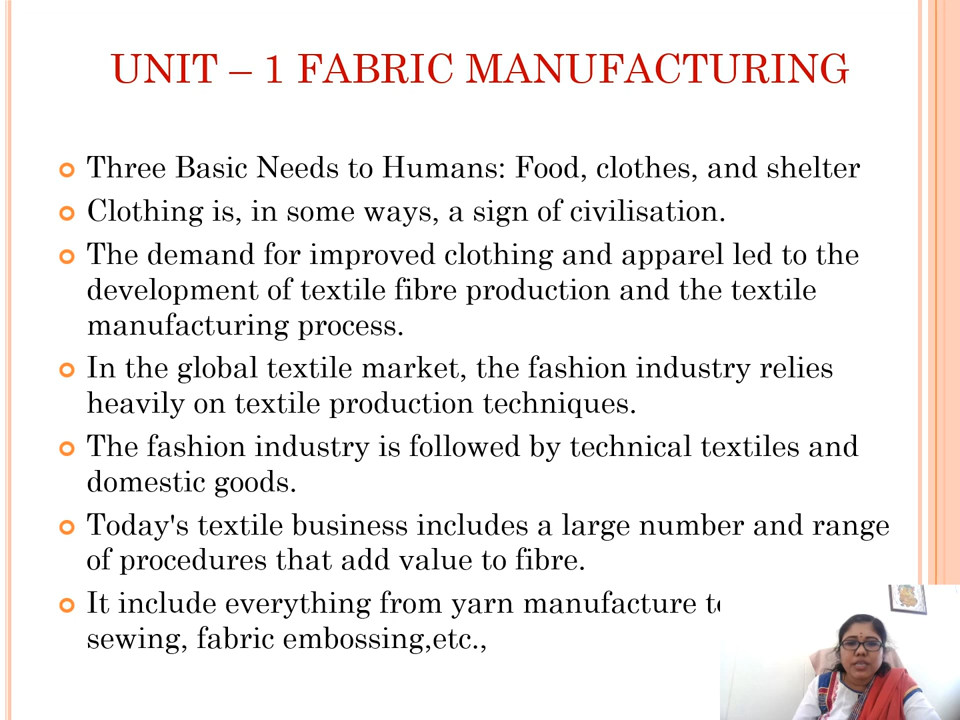 UNIT – 1 FABRIC MANUFACTURING
Three Basic Needs to Humans: Food, clothes, and shelter
Clothing is, in some ways, a sign of civilisation.
The demand for improved clothing and apparel led to the
development of textile fibre production and the textile
manufacturing process.
In the global textile market, the fashion industry relies
heavily on textile production techniques.
The fashion industry is followed by technical textiles and
domestic goods.
Today's textile business includes a large number and range
of procedures that add value to fibre.
It include everything from yarn manufacture
sewing, fabric embossing,etc.,